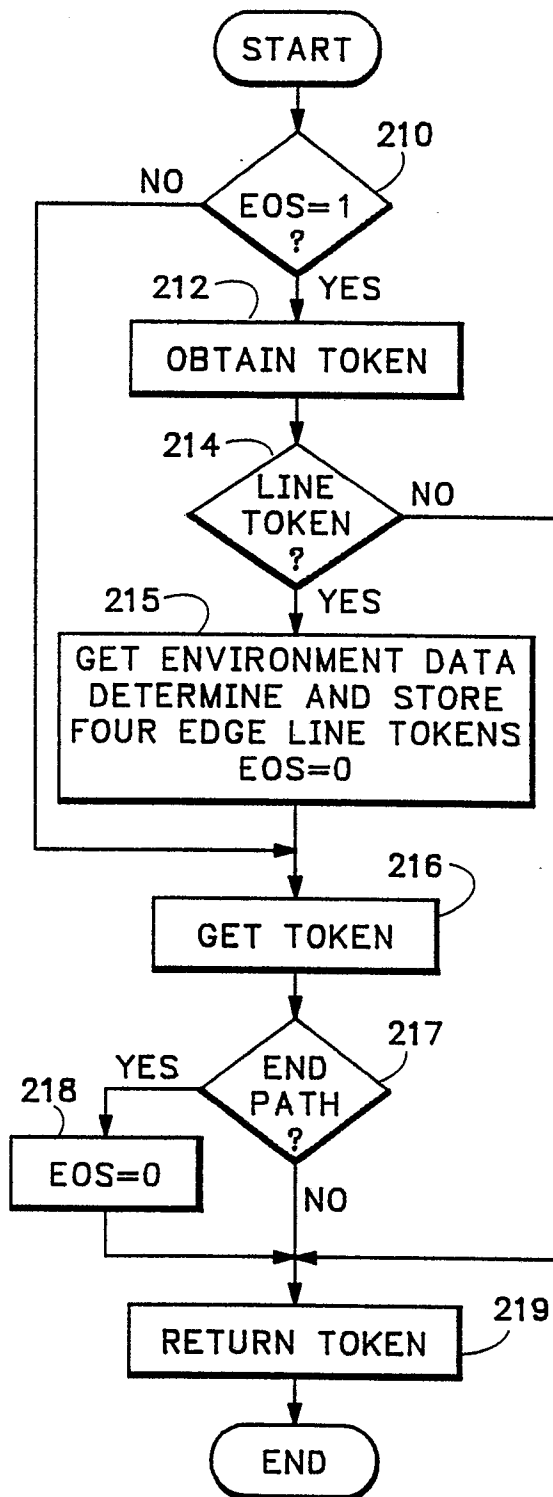 START
210
NO
EOS=1
?
YES
212
OBTAIN TOKEN
214
LINE
TOKEN
?
NO
YES
215
GET ENVIRONMENT DATA
DETERMINE AND STORE
FOUR EDGE LINE TOKENS
EOS=0
216
GET TOKEN
217
YES
END
PATH
?
218
EOS=0
NO
219
RETURN TOKEN
END